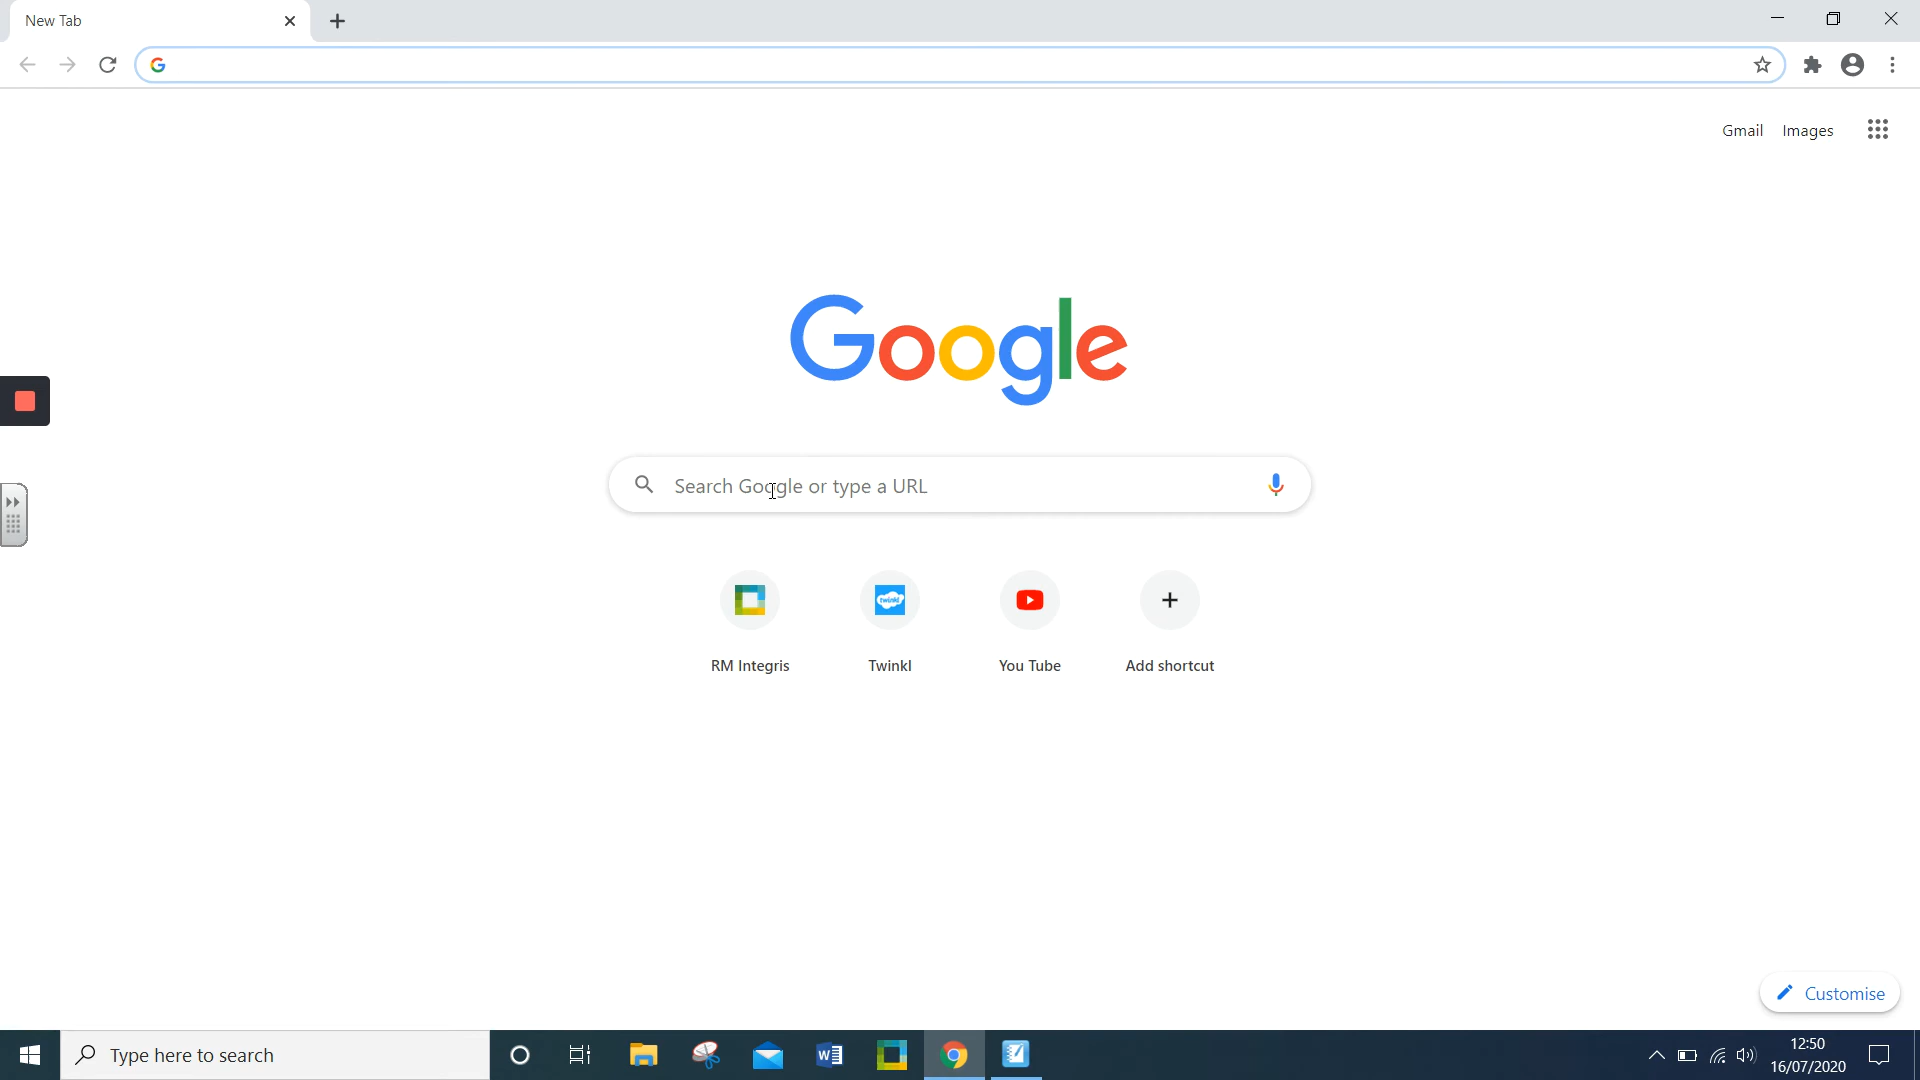 New Tab
Gmail Images
Google
Search Google or type a URL
twinkl
RM Integris Twinkl You Tube Add shortcut
Customise
Type here to search
W
12:50
16/07/2020